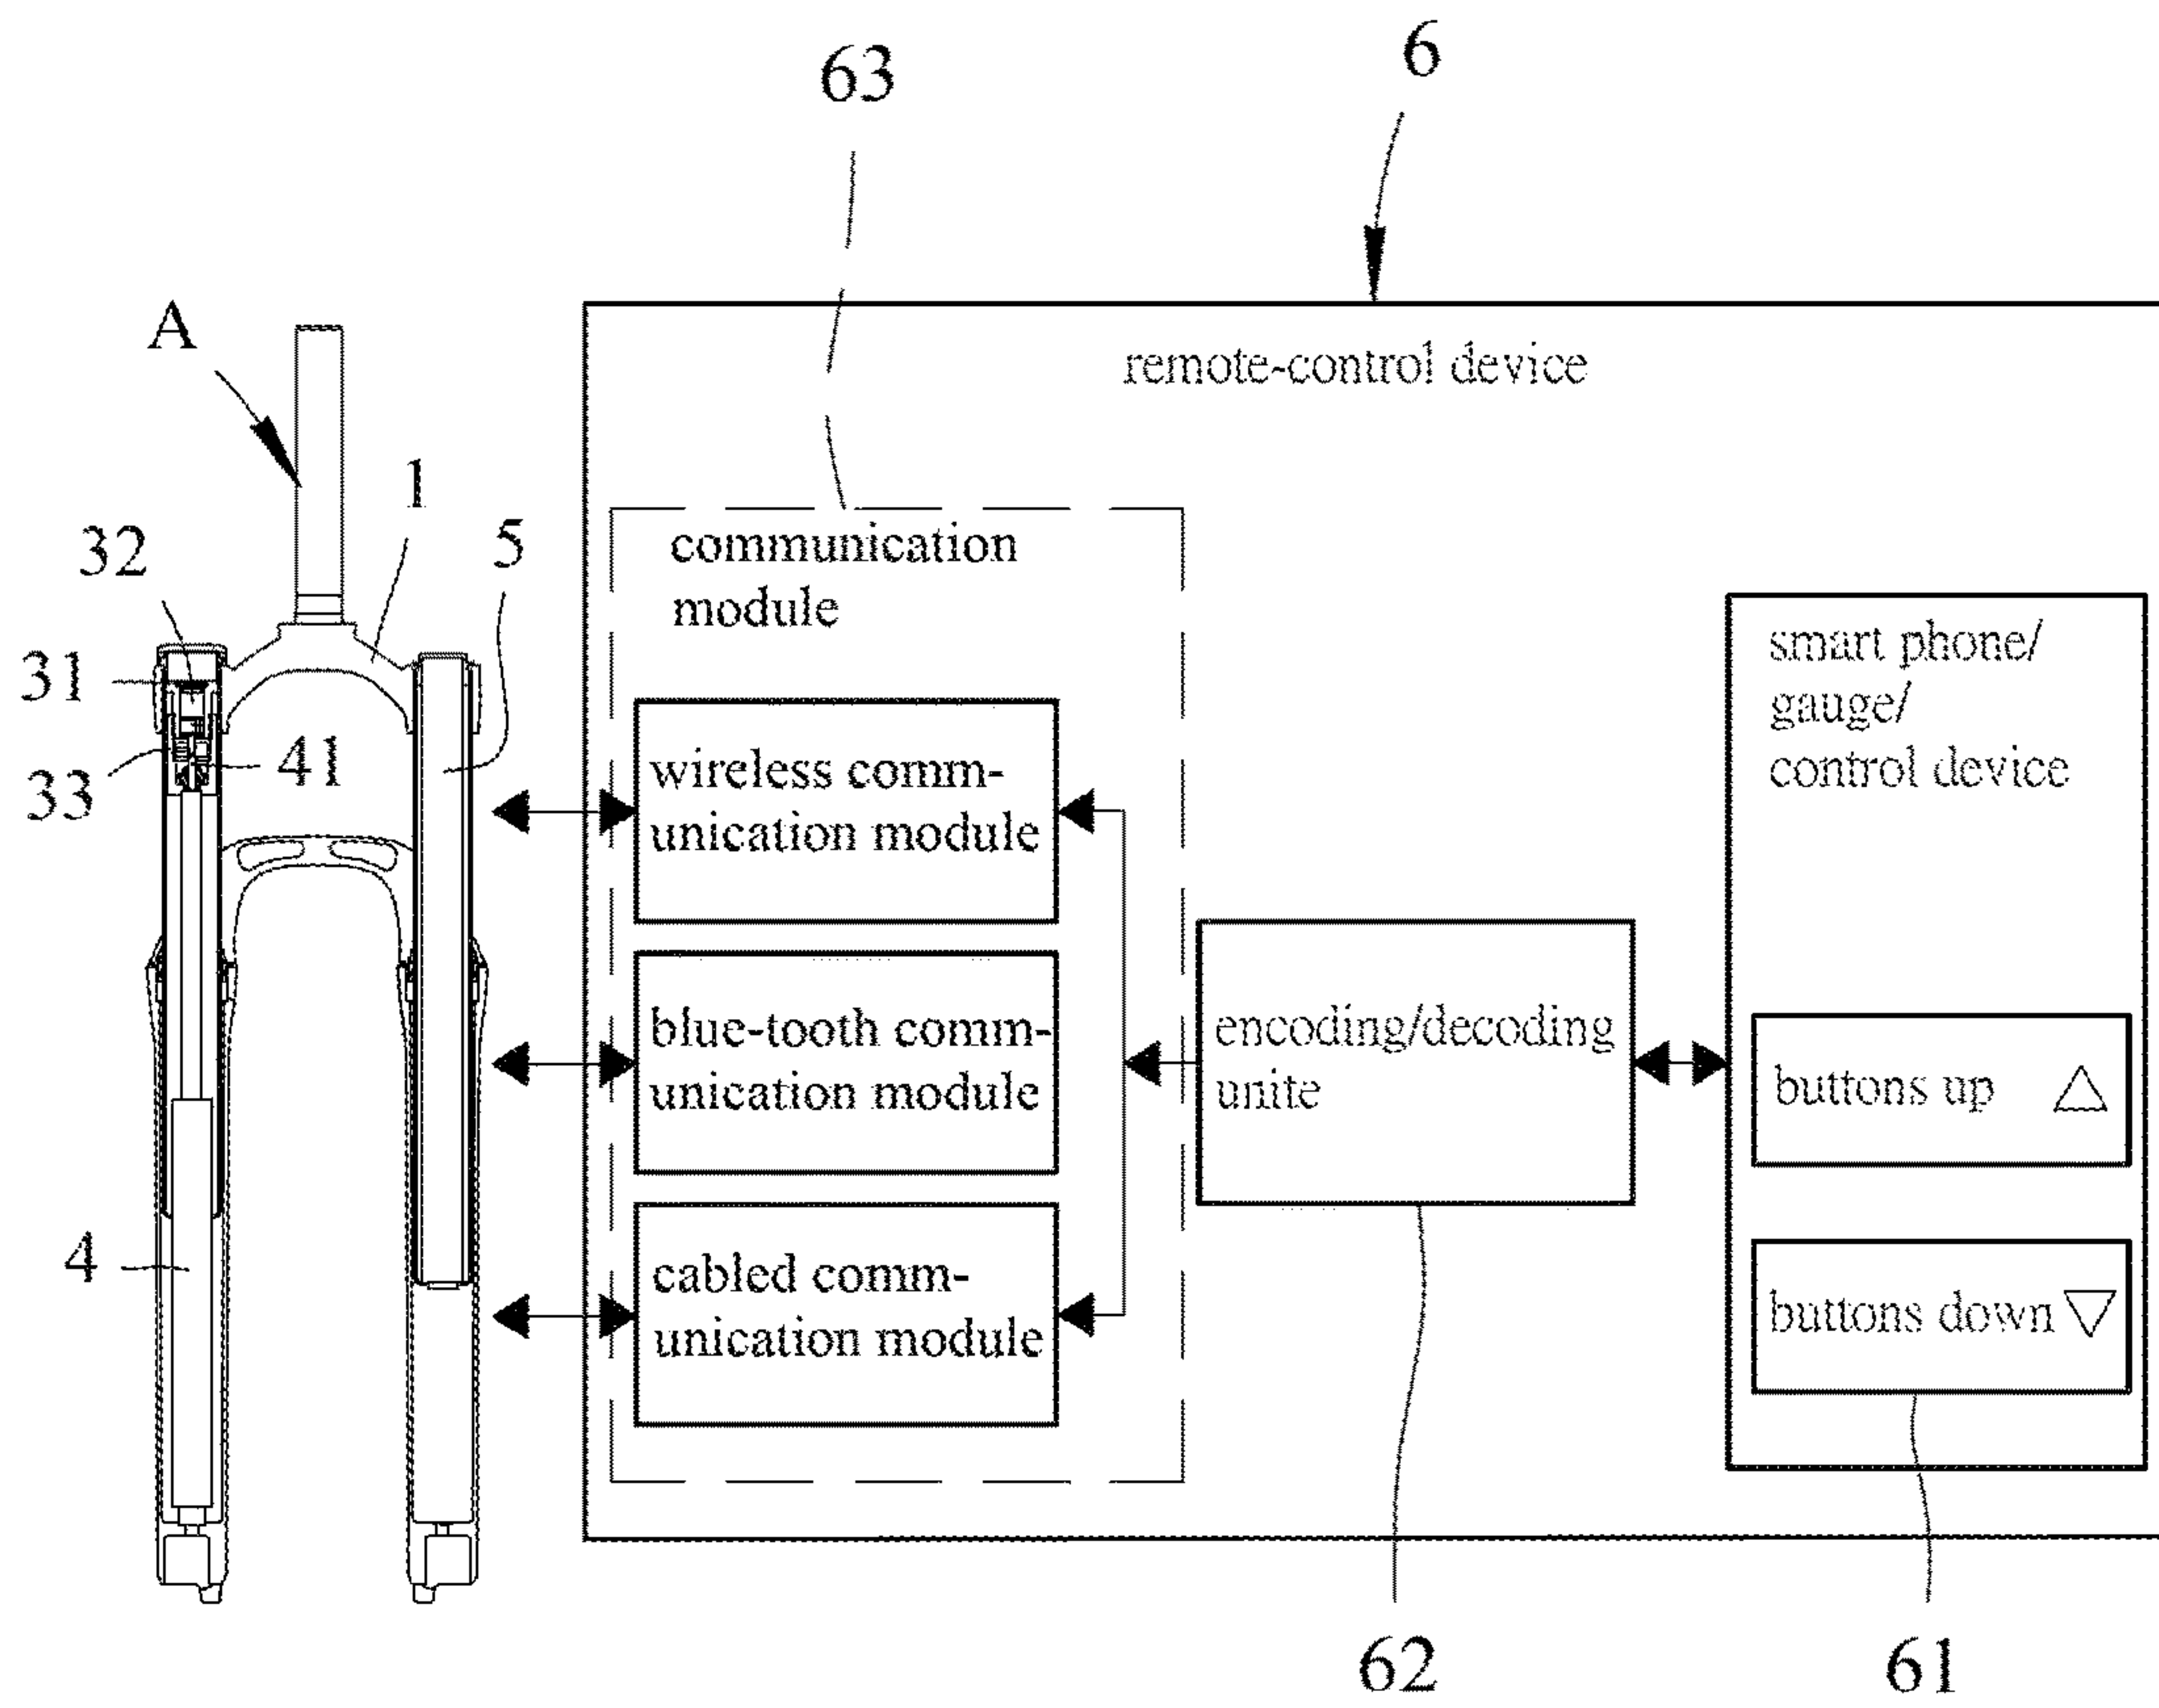 63
6
A
remote-control device
1
32
5
communication
module
31
33
41
smart phone/
gauge/
control device
wireless comm-
unication module
blue-tooth comm-
unication module
encoding/decoding
unite
buttons up
4
cabled comm-
unication module
buttons down
62
61